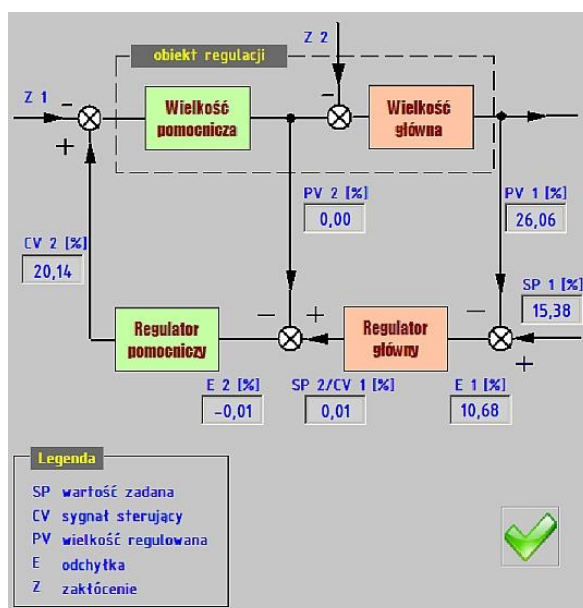 Z 2
obiekt regulacji
Z 1
-
-
Wielkość
pomocnicza
Wielkość
główna
+
PV 2 [%]
0,00
PV 1 [%]
26,06
CV 2 [%]
20,14
SP 1 [%]
15,38
Regulator
pomocniczy
-
+
Regulator
główny
-
+
E 2 [%]
-0,01
SP 2/CV 1 [%]
0,01
E 1 [%]
10,68
Legenda
SP wartość zadana
CV sygnał sterujący
PV wielkość regulowana
E odchyłka
Z zakłócenie